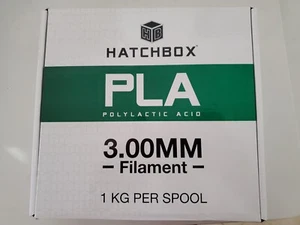 HATCHBOX®
PLA
POLYLACTIC ACID
3.00MM
– Filament –
1 KG PER SPOOL